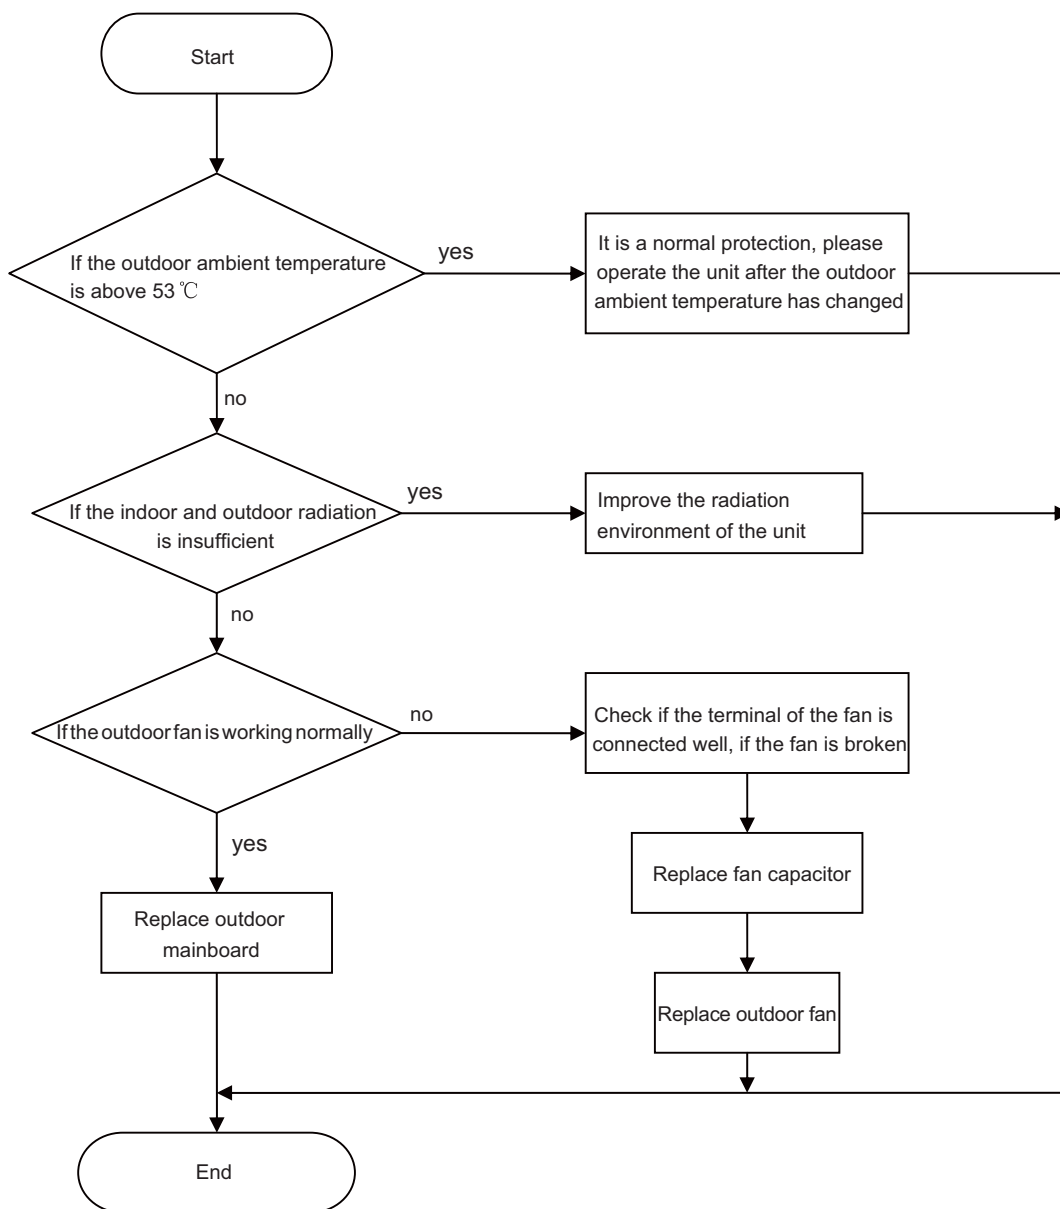 Start
If the outdoor ambient temperature
is above 53℃
yes
It is a normal protection, please
operate the unit after the outdoor
ambient temperature has changed
no
If the indoor and outdoor radiation
is insufficient
yes
Improve the radiation
environment of the unit
no
If the outdoor fan is working normally
no
Check if the terminal of the fan is
connected well, if the fan is broken
yes
Replace fan capacitor
Replace outdoor
mainboard
Replace outdoor fan
End